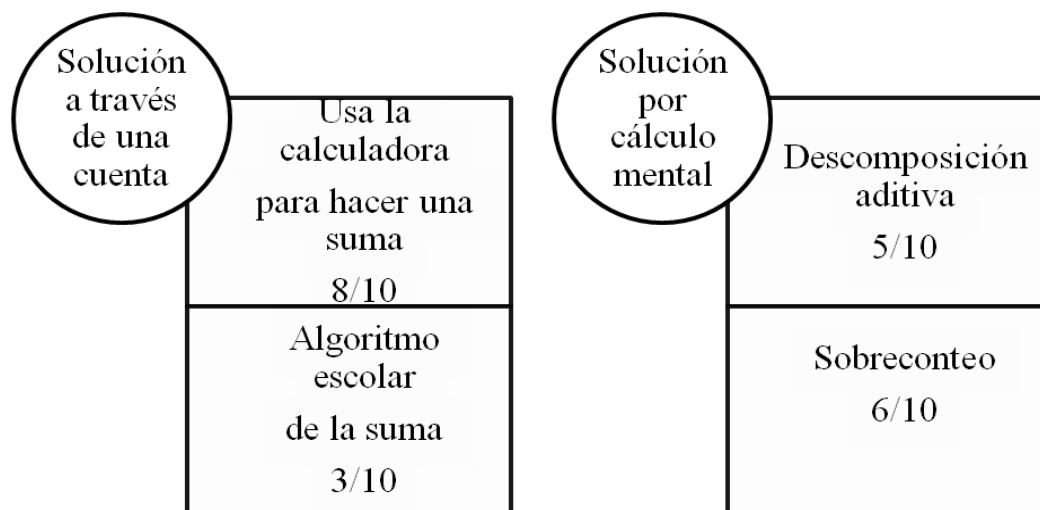 Solución
a través
de una
cuenta
Usa la
calculadora
para hacer una
suma
8/10
Algoritmo
escolar
de la suma
3/10
Solución
por
cálculo
mental
Descomposición
aditiva
5/10
Sobreconteo
6/10